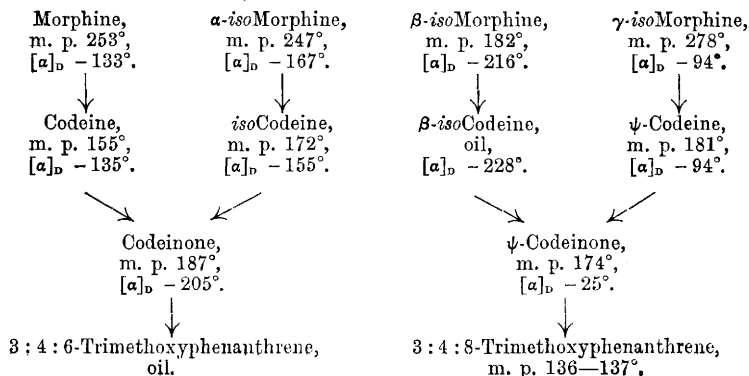 Morphine,
m. p. 253°,
[α]D −133°.
α-isoMorphine,
m. p. 247°,
[α]D −167°.
β-isoMorphine,
m. p. 182°,
[α]D −216°.
γ-isoMorphine,
m. p. 278°,
[α]D −94°.
Codeine,
m. p. 155°,
[α]D −135°.
isoCodeine,
m. p. 172°,
[α]D −155°.
β-isoCodeine,
oil,
[α]D −228°.
ψ-Codeine,
m. p. 181°,
[α]D −94°.
Codeinone,
m. p. 187°,
[α]D −205°.
ψ-Codeinone,
m. p. 174°,
[α]D −25°.
3 : 4 : 6-Trimethoxyphenanthrene,
oil.
3 : 4 : 8-Trimethoxyphenanthrene,
m. p. 136—137°.